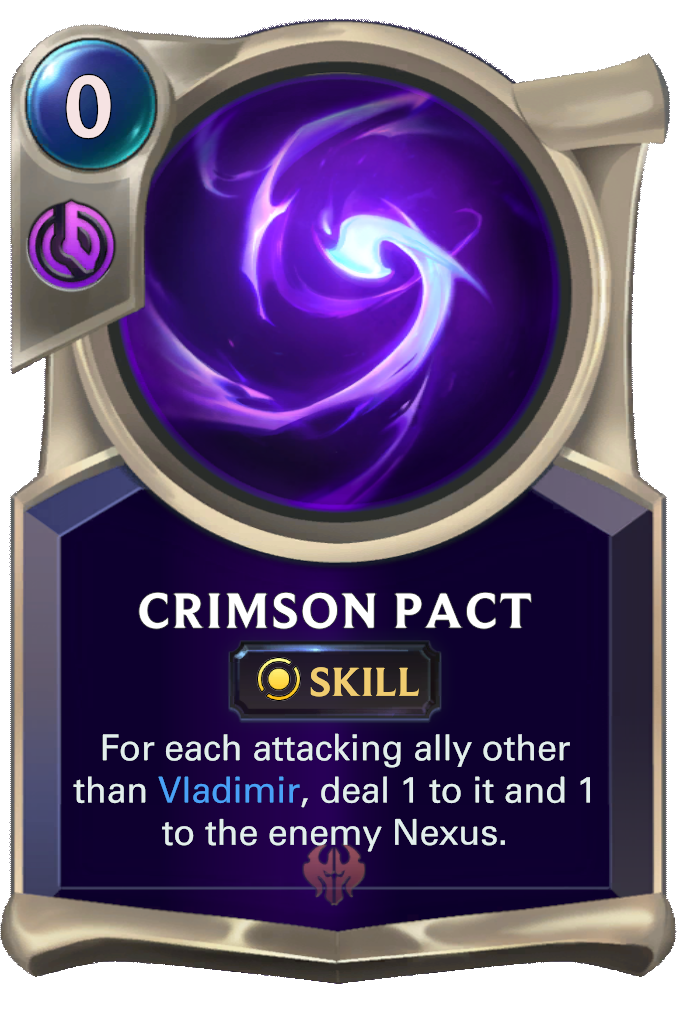 0
CRIMSON PACT
SKILL
For each attacking ally other
than Vladimir, deal 1 to it and 1
to the enemy Nexus.